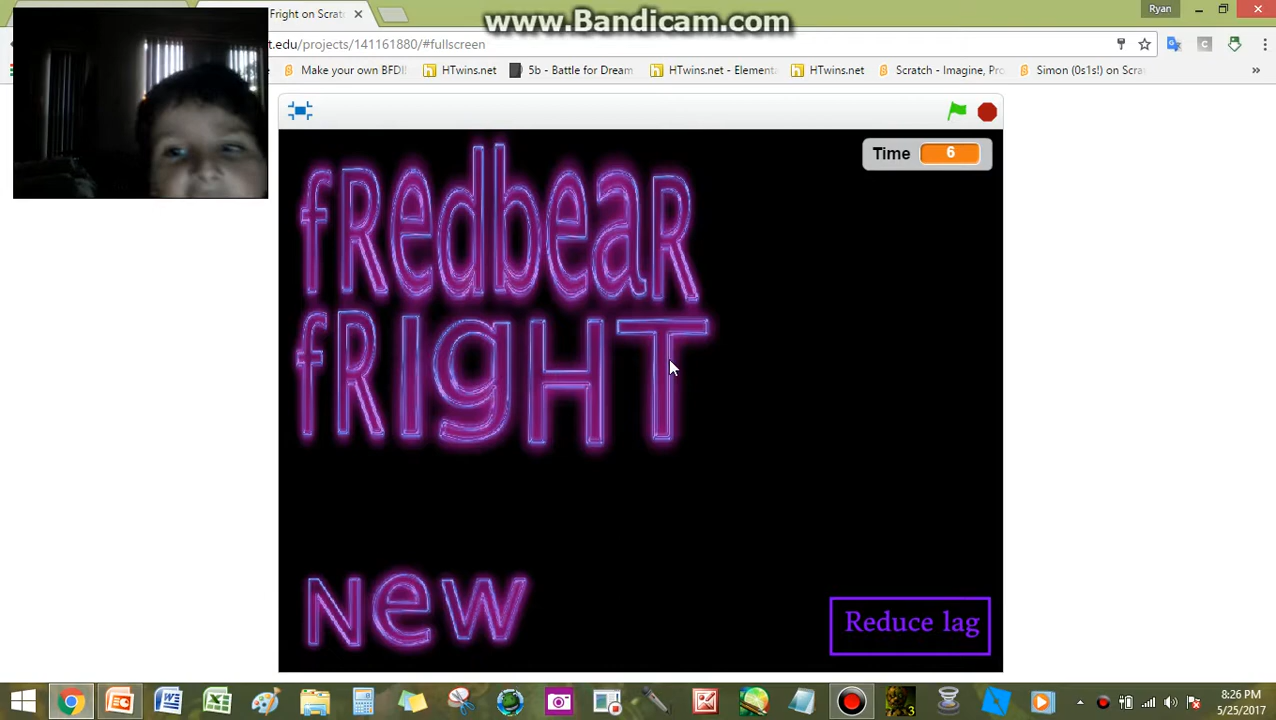 www.Bandicam.com
Fright on Scrat
Ryan
t.edu/projects/141161880/#fullscreen
Make your own BFDI!
HTwins.net
5b - Battle for Dream
HTwins.net - Elementa
HTwins.net
Scratch - Imagine, Pro
Simon (0s1s!) on Scra
Time 6
fRedbeaR
fRIgHT
New
Reduce lag
8:26 PM
5/25/2017